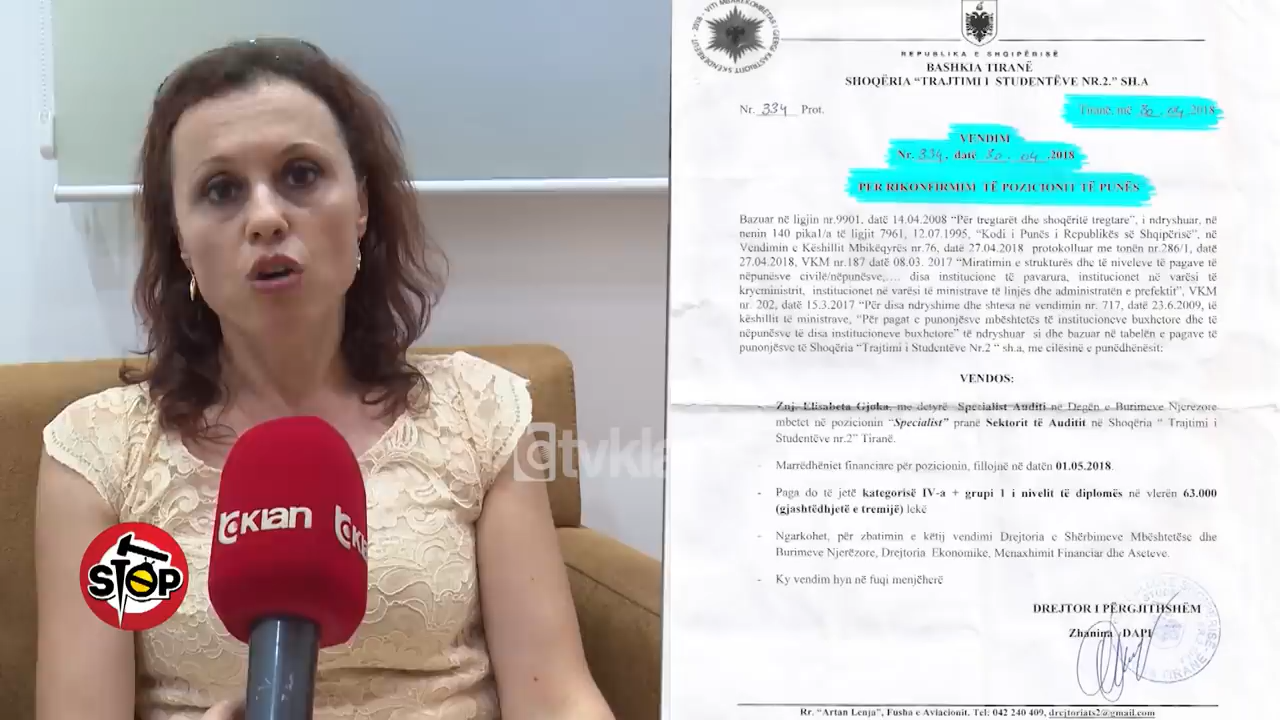 2018 - VITI MBARËKOMBËTAR I GJERGJ KASTRIOTIT SKËNDERBEUT
REPUBLIKA E SHQIPËRISË
BASHKIA TIRANË
SHOQËRIA “TRAJTIMI I STUDENTËVE NR.2.” SH.A
Nr. 334 Prot.
Tiranë, më 30 . 04 . 2018
VENDIM
Nr. 334. datë 30 . 04 .2018
PËR RIKONFIRMIM TË POZICIONIT TË PUNËS
Bazuar në ligjin nr.9901, datë 14.04.2008 “Për tregtarët dhe shoqëritë tregtare”, i ndryshuar, në
nenin 140 pika1/a të ligjit 7961, 12.07.1995, “Kodi i Punës i Republikës së Shqipërisë”, në
Vendimin e Këshillit Mbikëqyrës nr.76, datë 27.04.2018 protokolluar me tonën nr.286/1, datë
27.04.2018, VKM nr.187 datë 08.03. 2017 “Miratimin e strukturës dhe të niveleve të pagave të
nëpunësve civilë/nëpunësve,…. disa institucione të pavarura, institucionet në varësi të
kryeministrit, institucionet në varësi të ministrave të linjës dhe administratën e prefektit”, VKM
nr. 202, datë 15.3.2017 “Për disa ndryshime dhe shtesa në vendimin nr. 717, datë 23.6.2009, të
këshillit të ministrave, “Për pagat e punonjësve mbështetës të institucioneve buxhetore dhe të
nëpunësve të disa institucioneve buxhetore” të ndryshuar si dhe bazuar në tabelën e pagave të
punonjësve të Shoqëria “Trajtimi i Studentëve Nr.2 “ sh.a, me cilësinë e punëdhënësit;
VENDOS:
- Znj. Elisabeta Gjoka, me detyrë Specialist Auditi në Degën e Burimeve Njerezore
mbetet në pozicionin “Specialist” pranë Sektorit të Auditit në Shoqëria “ Trajtimi i
Studentëve nr.2” Tiranë.
- Marrëdhëniet financiare për pozicionin, fillojnë në datën 01.05.2018.
- Paga do të jetë kategorisë IV-a + grupi 1 i nivelit të diplomës në vlerën 63.000
(gjashtëdhjetë e tremijë) lekë
- Ngarkohet, për zbatimin e këtij vendimi Drejtoria e Shërbimeve Mbështetëse dhe
Burimeve Njerëzore, Drejtoria Ekonomike, Menaxhimit Financiar dhe Aseteve.
- Ky vendim hyn në fuqi menjëherë
DREJTOR I PËRGJITHSHËM
Zhanina DAPI
Rr. “Artan Lenja”, Fusha e Aviacionit. Tel: 042 240 409, drejtoriats2@gmail.com
tvkla
klan
STOP